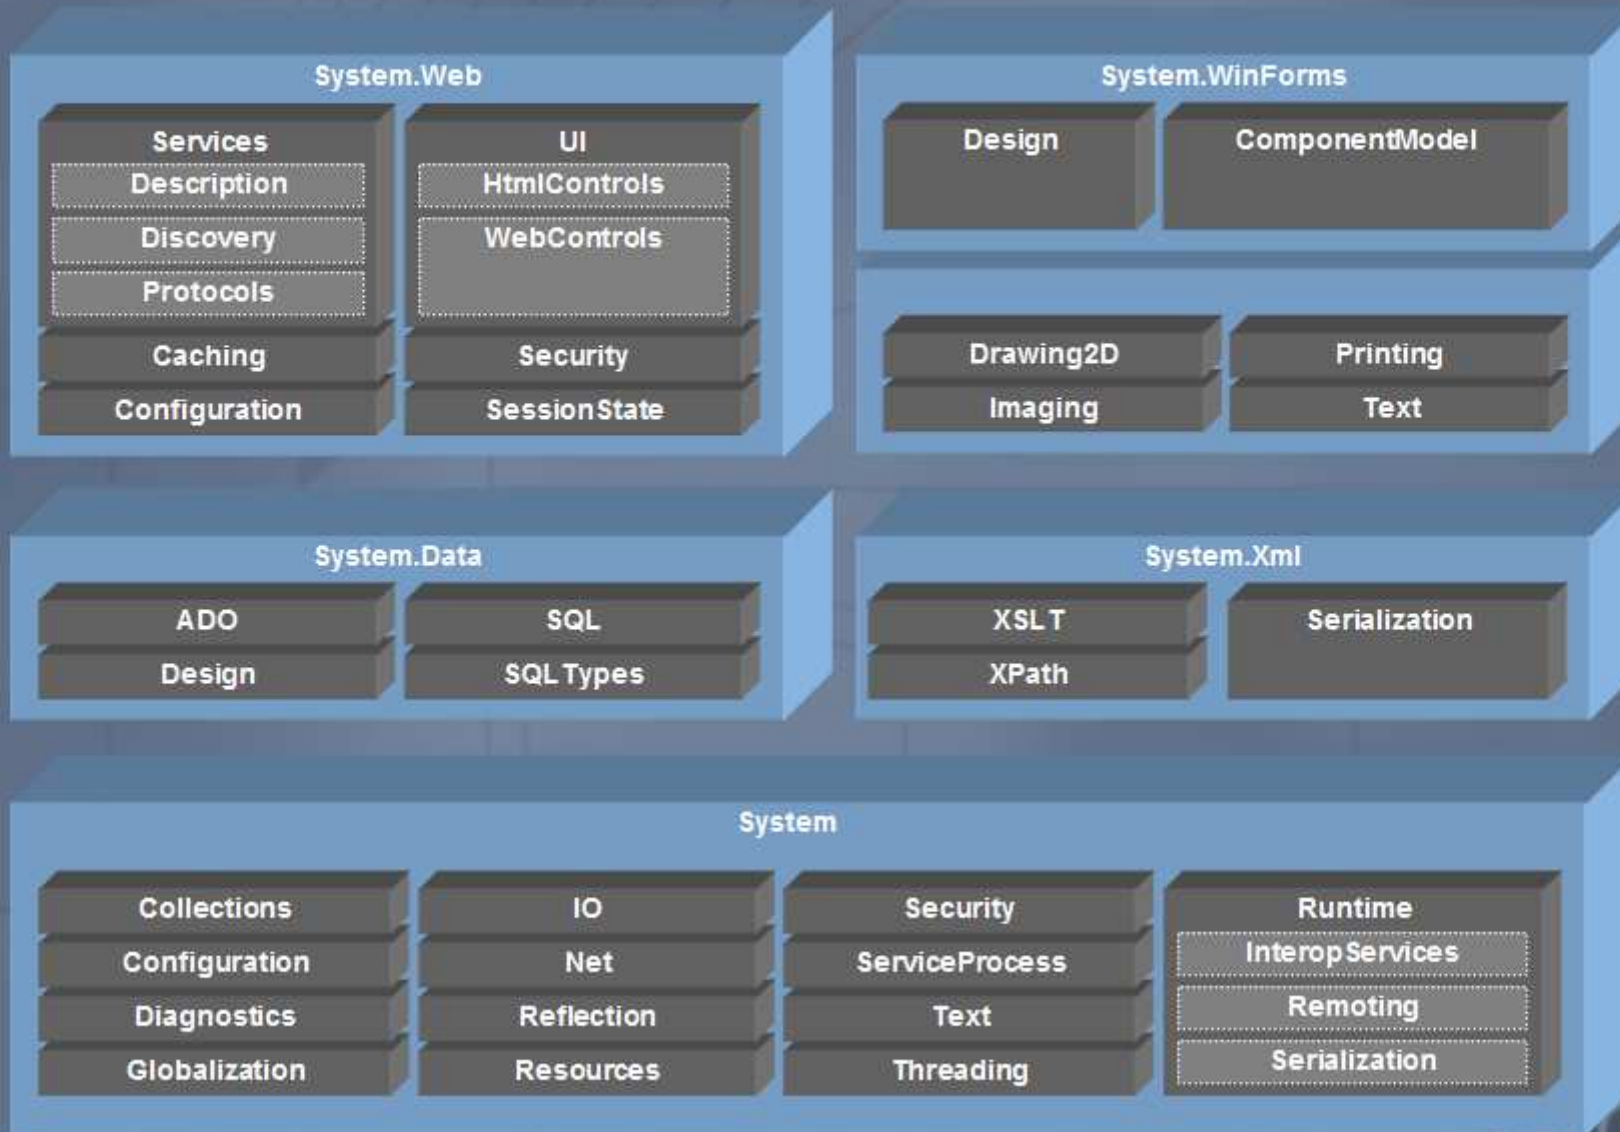 System.Web
Services
Description
Discovery
Protocols
Caching
Configuration
UI
HtmlControls
WebControls
Security
SessionState
System.WinForms
Design
ComponentModel
Drawing2D
Imaging
Printing
Text
System.Data
ADO
Design
SQL
SQLTypes
System.Xml
XSLT
XPath
Serialization
System
Collections
Configuration
Diagnostics
Globalization
IO
Net
Reflection
Resources
Security
ServiceProcess
Text
Threading
Runtime
InteropServices
Remoting
Serialization